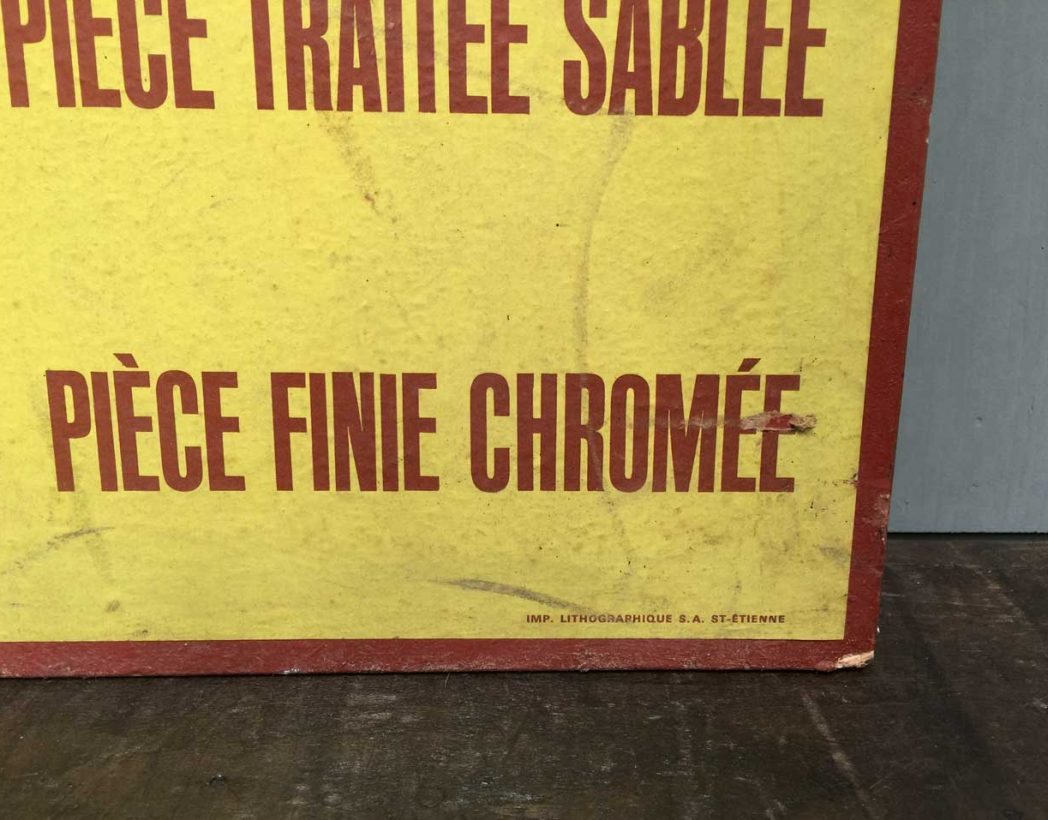 PIÈCE TRAITÉE SABLÉE
PIÈCE FINIE CHROMÉE
IMP. LITHOGRAPHIQUE S.A. ST-ÉTIENNE